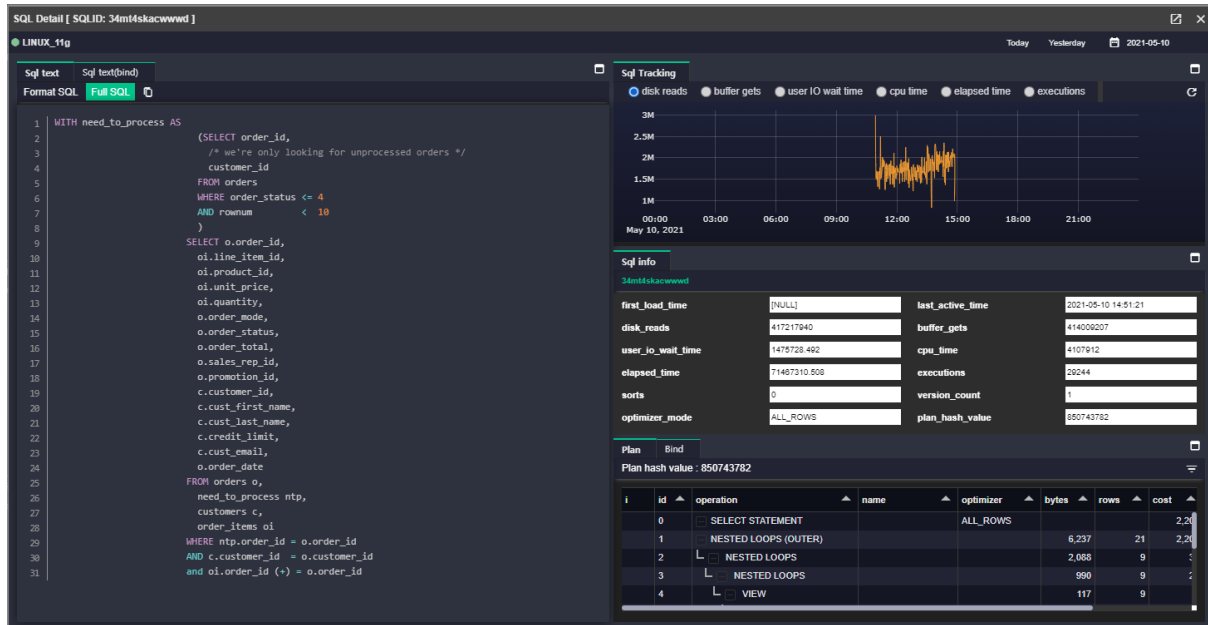 SQL Detail [ SQLID: 34mt4skacwwwd ]
LINUX_11g
Today Yesterday 2021-05-10
Sql text Sql text(bind)
Format SQL Full SQL
1 WITH need_to_process AS
2 (SELECT order_id,
3 /* we're only looking for unprocessed orders */
4 customer_id
5 FROM orders
6 WHERE order_status <= 4
7 AND rownum < 10
8 )
9 SELECT o.order_id,
10 oi.line_item_id,
11 oi.product_id,
12 oi.unit_price,
13 oi.quantity,
14 o.order_mode,
15 o.order_status,
16 o.order_total,
17 o.sales_rep_id,
18 o.promotion_id,
19 c.customer_id,
20 c.cust_first_name,
21 c.cust_last_name,
22 c.credit_limit,
23 c.cust_email,
24 o.order_date
25 FROM orders o,
26 need_to_process ntp,
27 customers c,
28 order_items oi
29 WHERE ntp.order_id = o.order_id
30 AND c.customer_id = o.customer_id
31 and oi.order_id (+) = o.order_id
Sql Tracking
disk reads buffer gets user IO wait time cpu time elapsed time executions
3M
2.5M
2M
1.5M
1M
00:00 03:00 06:00 09:00 12:00 15:00 18:00 21:00
May 10, 2021
Sql info
34mt4skacwwwd
first_load_time [NULL] last_active_time 2021-05-10 14:51:21
disk_reads 417217940 buffer_gets 414009207
user_io_wait_time 1475728.492 cpu_time 4107912
elapsed_time 71467310.508 executions 29244
sorts 0 version_count 1
optimizer_mode ALL_ROWS plan_hash_value 850743782
Plan Bind
Plan hash value : 850743782
i id operation name optimizer bytes rows cost
0 SELECT STATEMENT ALL_ROWS 2,20
1 NESTED LOOPS (OUTER) 6,237 21 2,20
2 NESTED LOOPS 2,088 9
3 NESTED LOOPS 990 9
4 VIEW 117 9